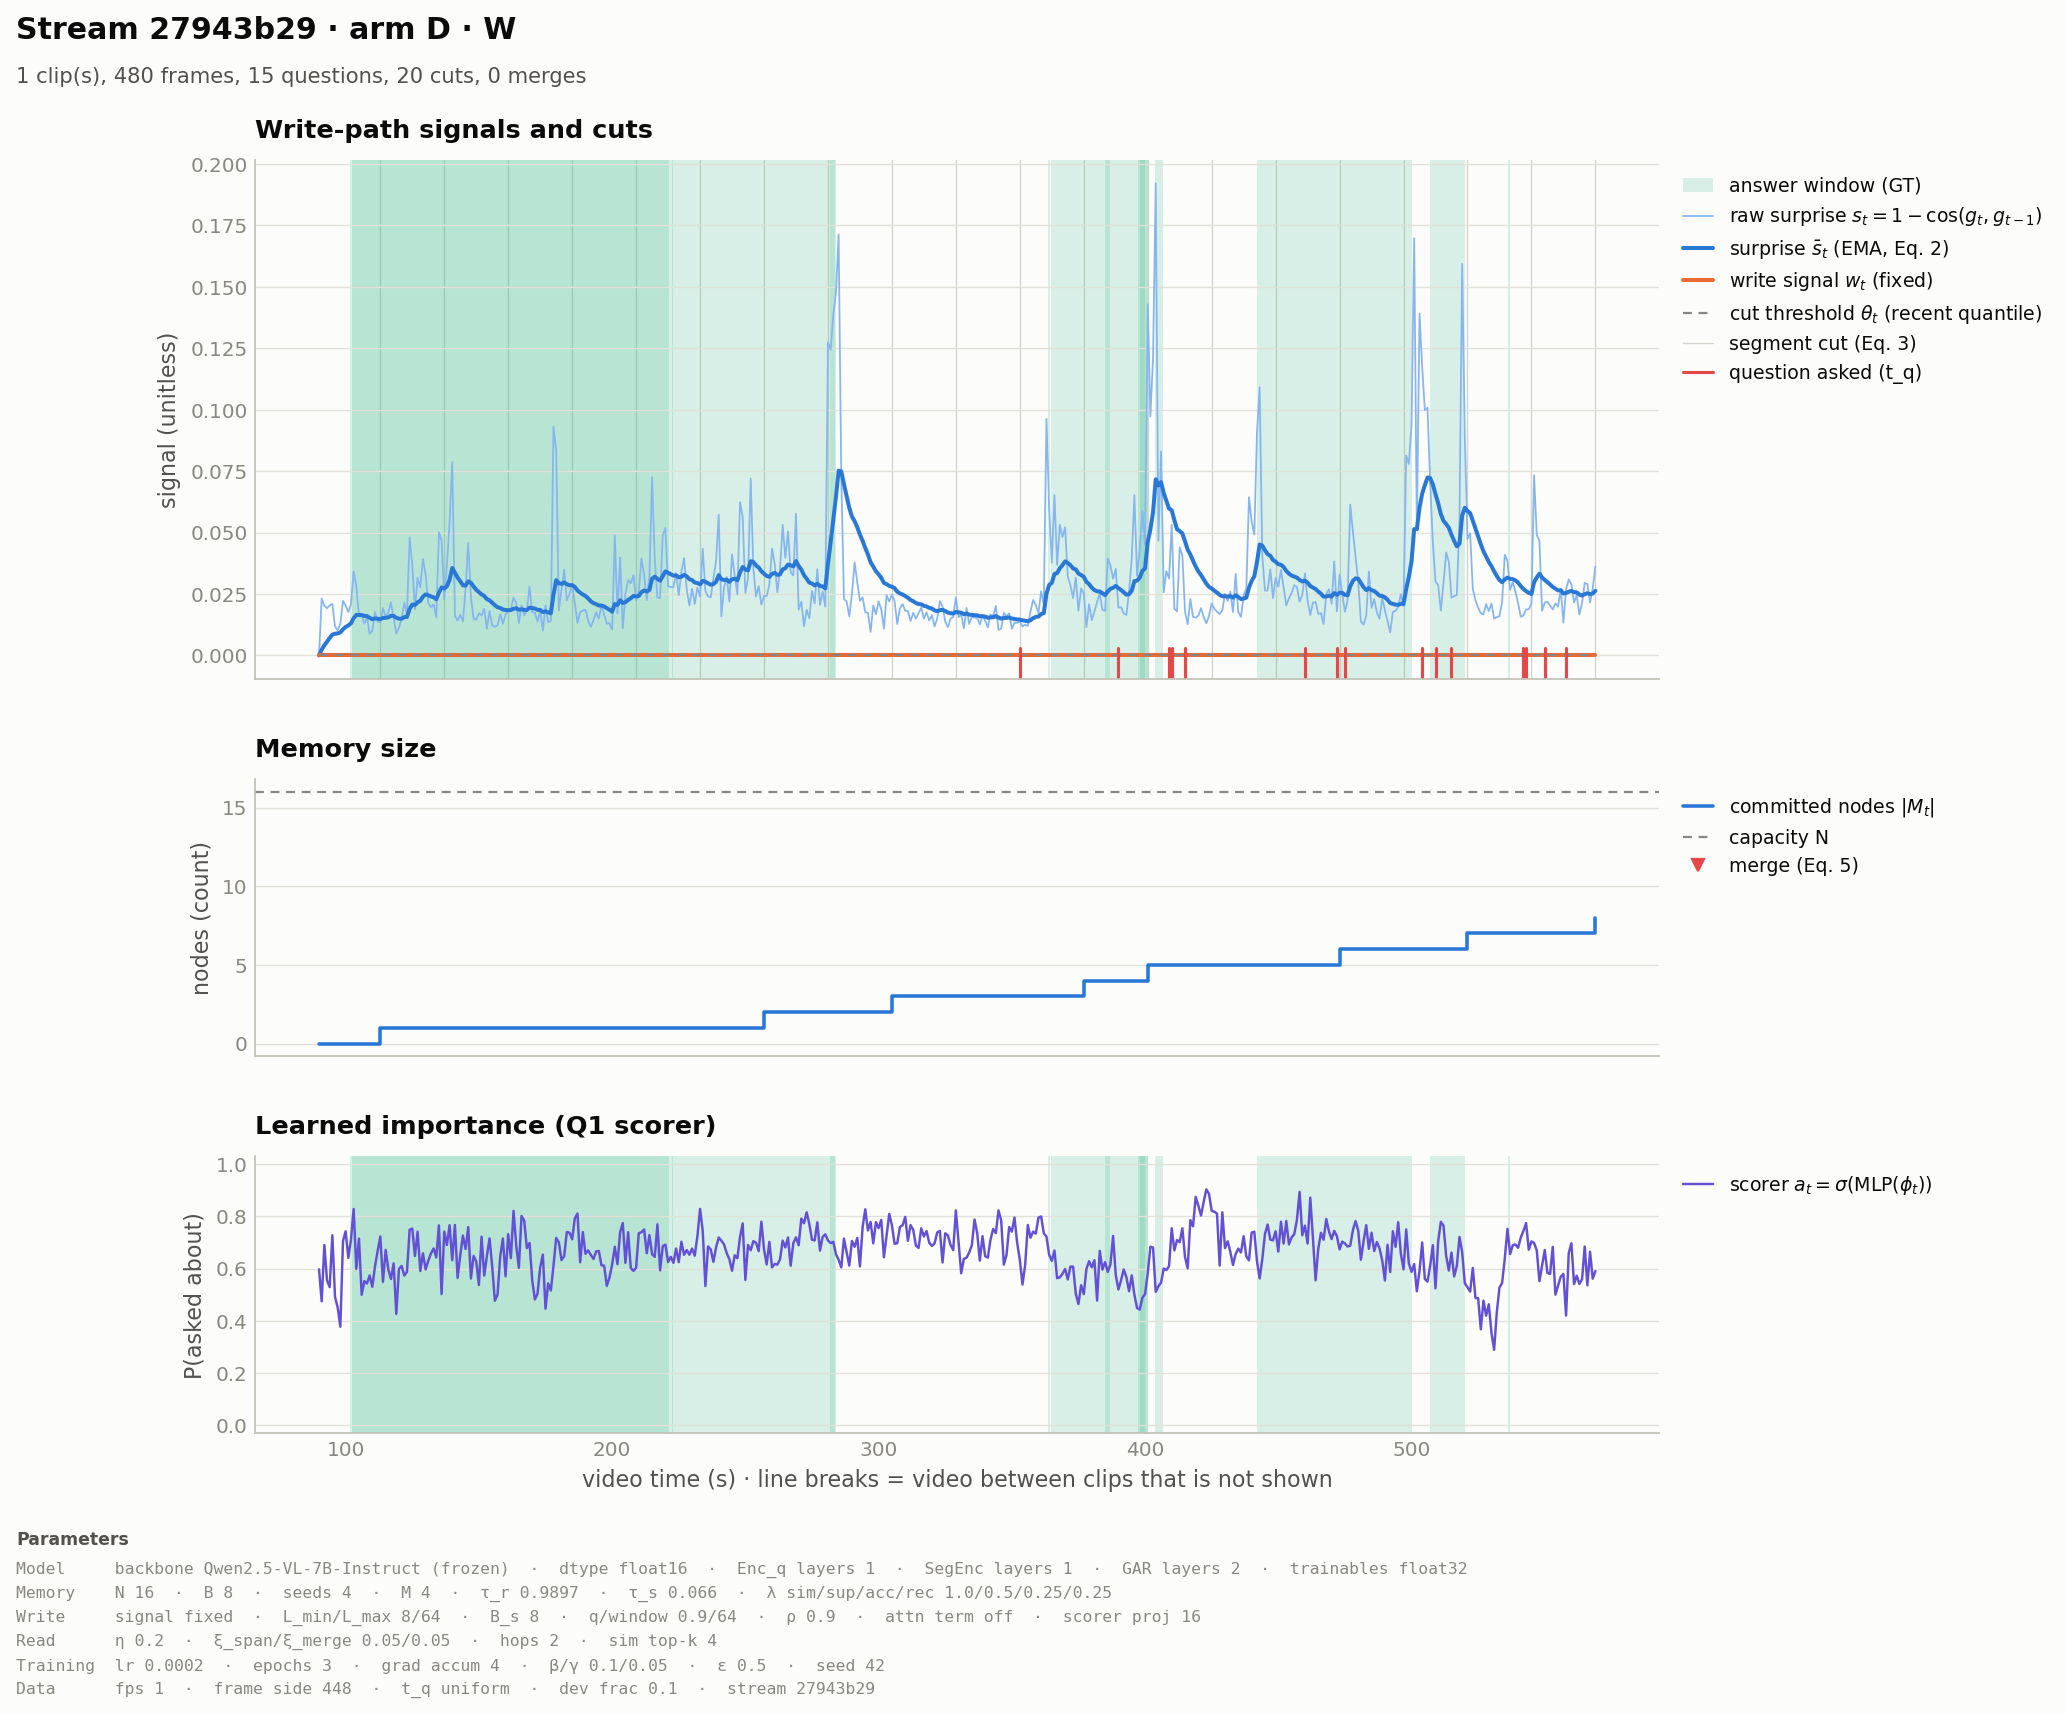 Stream 27943b29 · arm D · W
1 clip(s), 480 frames, 15 questions, 20 cuts, 0 merges
Write-path signals and cuts
0.200
0.175
0.150
0.125
0.100
0.075
0.050
0.025
0.000
signal (unitless)
answer window (GT)
raw surprise s_t = 1 − cos(g_t, g_{t−1})
surprise s̄_t (EMA, Eq. 2)
write signal w_t (fixed)
cut threshold θ_t (recent quantile)
segment cut (Eq. 3)
question asked (t_q)
Memory size
15
10
5
0
nodes (count)
committed nodes |M_t|
capacity N
merge (Eq. 5)
Learned importance (Q1 scorer)
1.0
0.8
0.6
0.4
0.2
0.0
P(asked about)
scorer a_t = σ(MLP(ϕ_t))
100 200 300 400 500
video time (s) · line breaks = video between clips that is not shown
Parameters
Model backbone Qwen2.5-VL-7B-Instruct (frozen) · dtype float16 · Enc_q layers 1 · SegEnc layers 1 · GAR layers 2 · trainables float32
Memory N 16 · B 8 · seeds 4 · M 4 · τ_r 0.9897 · τ_s 0.066 · λ sim/sup/acc/rec 1.0/0.5/0.25/0.25
Write signal fixed · L_min/L_max 8/64 · B_s 8 · q/window 0.9/64 · ρ 0.9 · attn term off · scorer proj 16
Read η 0.2 · ξ_span/ξ_merge 0.05/0.05 · hops 2 · sim top-k 4
Training lr 0.0002 · epochs 3 · grad accum 4 · β/γ 0.1/0.05 · ε 0.5 · seed 42
Data fps 1 · frame side 448 · t_q uniform · dev frac 0.1 · stream 27943b29